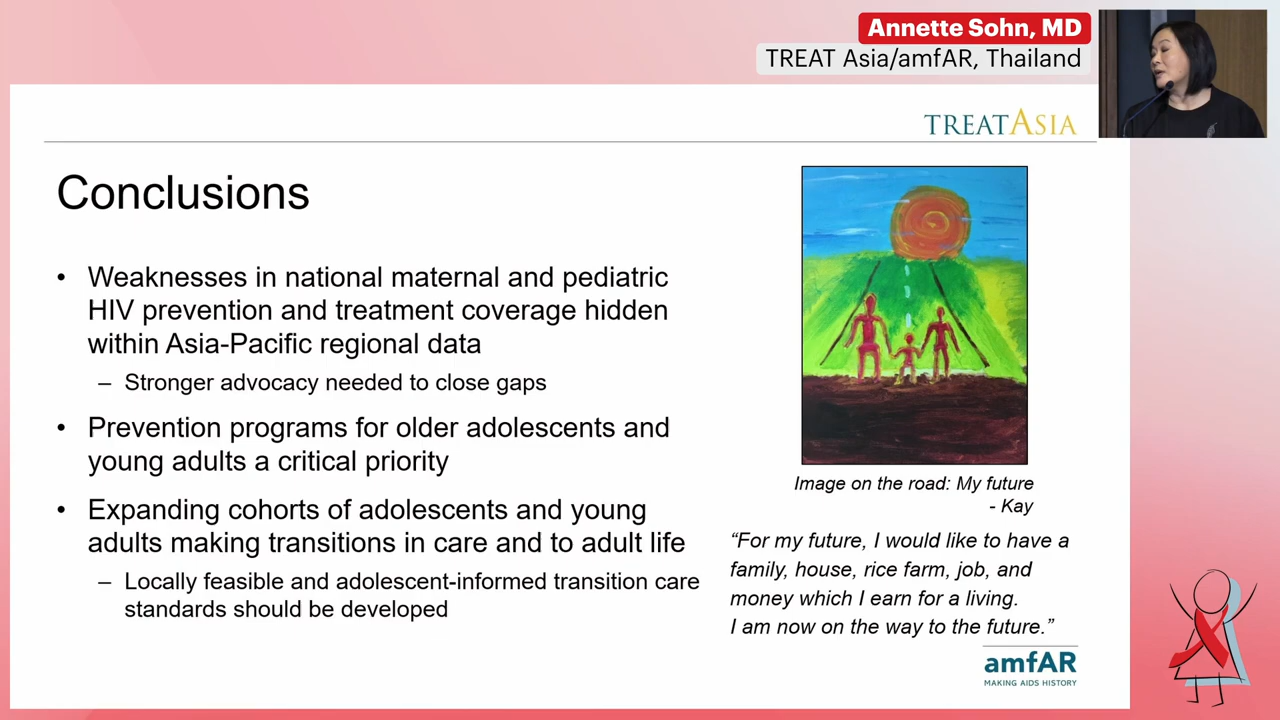 Annette Sohn, MD
TREAT Asia/amfAR, Thailand
TREATASIA
Conclusions
• Weaknesses in national maternal and pediatric
HIV prevention and treatment coverage hidden
within Asia-Pacific regional data
– Stronger advocacy needed to close gaps
• Prevention programs for older adolescents and
young adults a critical priority
• Expanding cohorts of adolescents and young
adults making transitions in care and to adult life
– Locally feasible and adolescent-informed transition care
standards should be developed
Image on the road: My future
- Kay
“For my future, I would like to have a
family, house, rice farm, job, and
money which I earn for a living.
I am now on the way to the future.”
amfAR
MAKING AIDS HISTORY